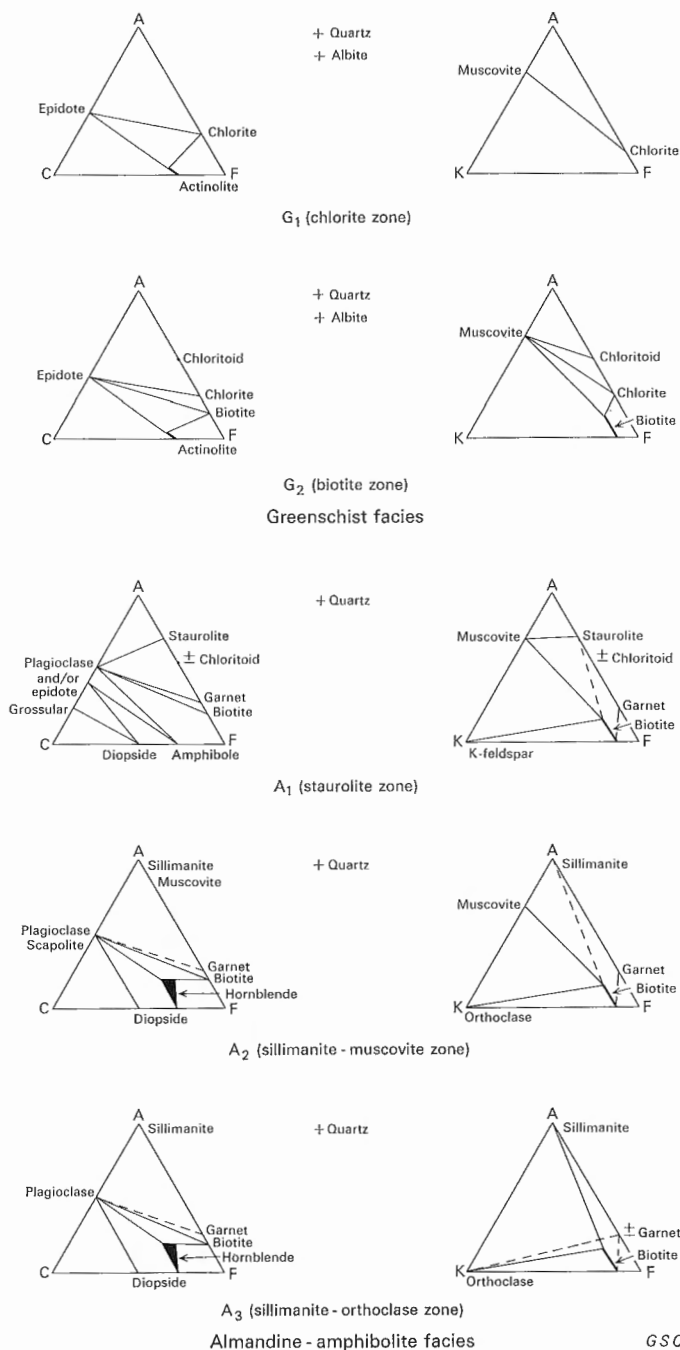 A
A
+ Quartz
+ Albite
Muscovite
Epidote
Chlorite
Chlorite
C
F
K
F
Actinolite
G1 (chlorite zone)
A
A
+ Quartz
+ Albite
Muscovite
Chloritoid
Chloritoid
Epidote
Chlorite
Chlorite
Biotite
Biotite
C
F
K
F
Actinolite
G2 (biotite zone)
Greenschist facies
A
A
+ Quartz
Staurolite
Muscovite
Staurolite
± Chloritoid
± Chloritoid
Plagioclase
and/or
epidote
Garnet
Garnet
Grossular
Biotite
Biotite
C
F
K
F
Diopside
Amphibole
K-feldspar
A1 (staurolite zone)
A
A
Sillimanite
+ Quartz
Sillimanite
Muscovite
Muscovite
Plagioclase
Scapolite
Garnet
Garnet
Biotite
Biotite
Hornblende
C
F
K
F
Diopside
Orthoclase
A2 (sillimanite - muscovite zone)
A
A
Sillimanite
+ Quartz
Sillimanite
Plagioclase
Garnet
± Garnet
Biotite
Biotite
Hornblende
C
F
K
F
Diopside
Orthoclase
A3 (sillimanite - orthoclase zone)
Almandine - amphibolite facies
GSC